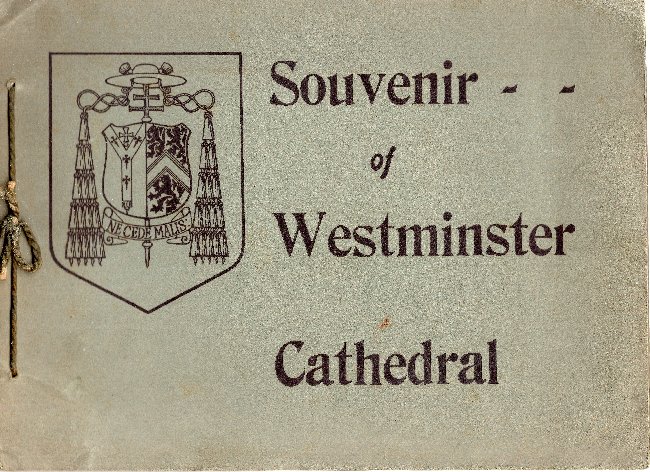 Souvenir - -
of
Westminster
Cathedral
NE CEDE MALIS